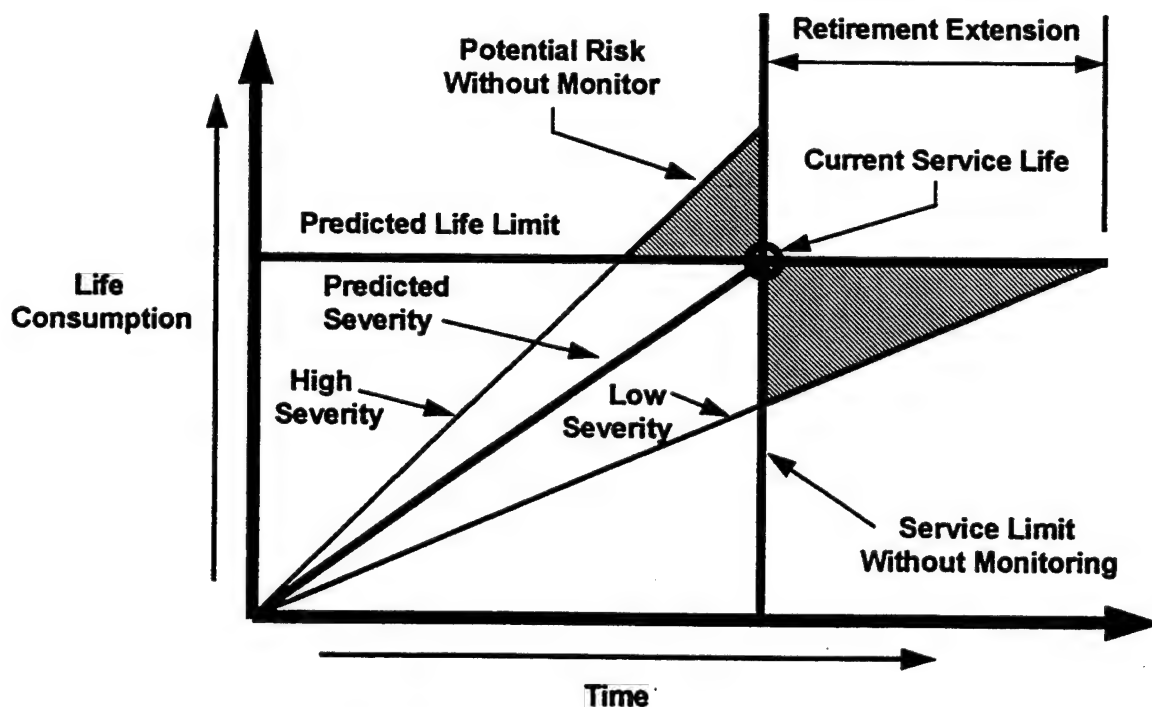 Retirement Extension
Potential Risk
Without Monitor
Current Service Life
Predicted Life Limit
Life
Consumption
Predicted
Severity
High
Severity
Low
Severity
Service Limit
Without Monitoring
Time